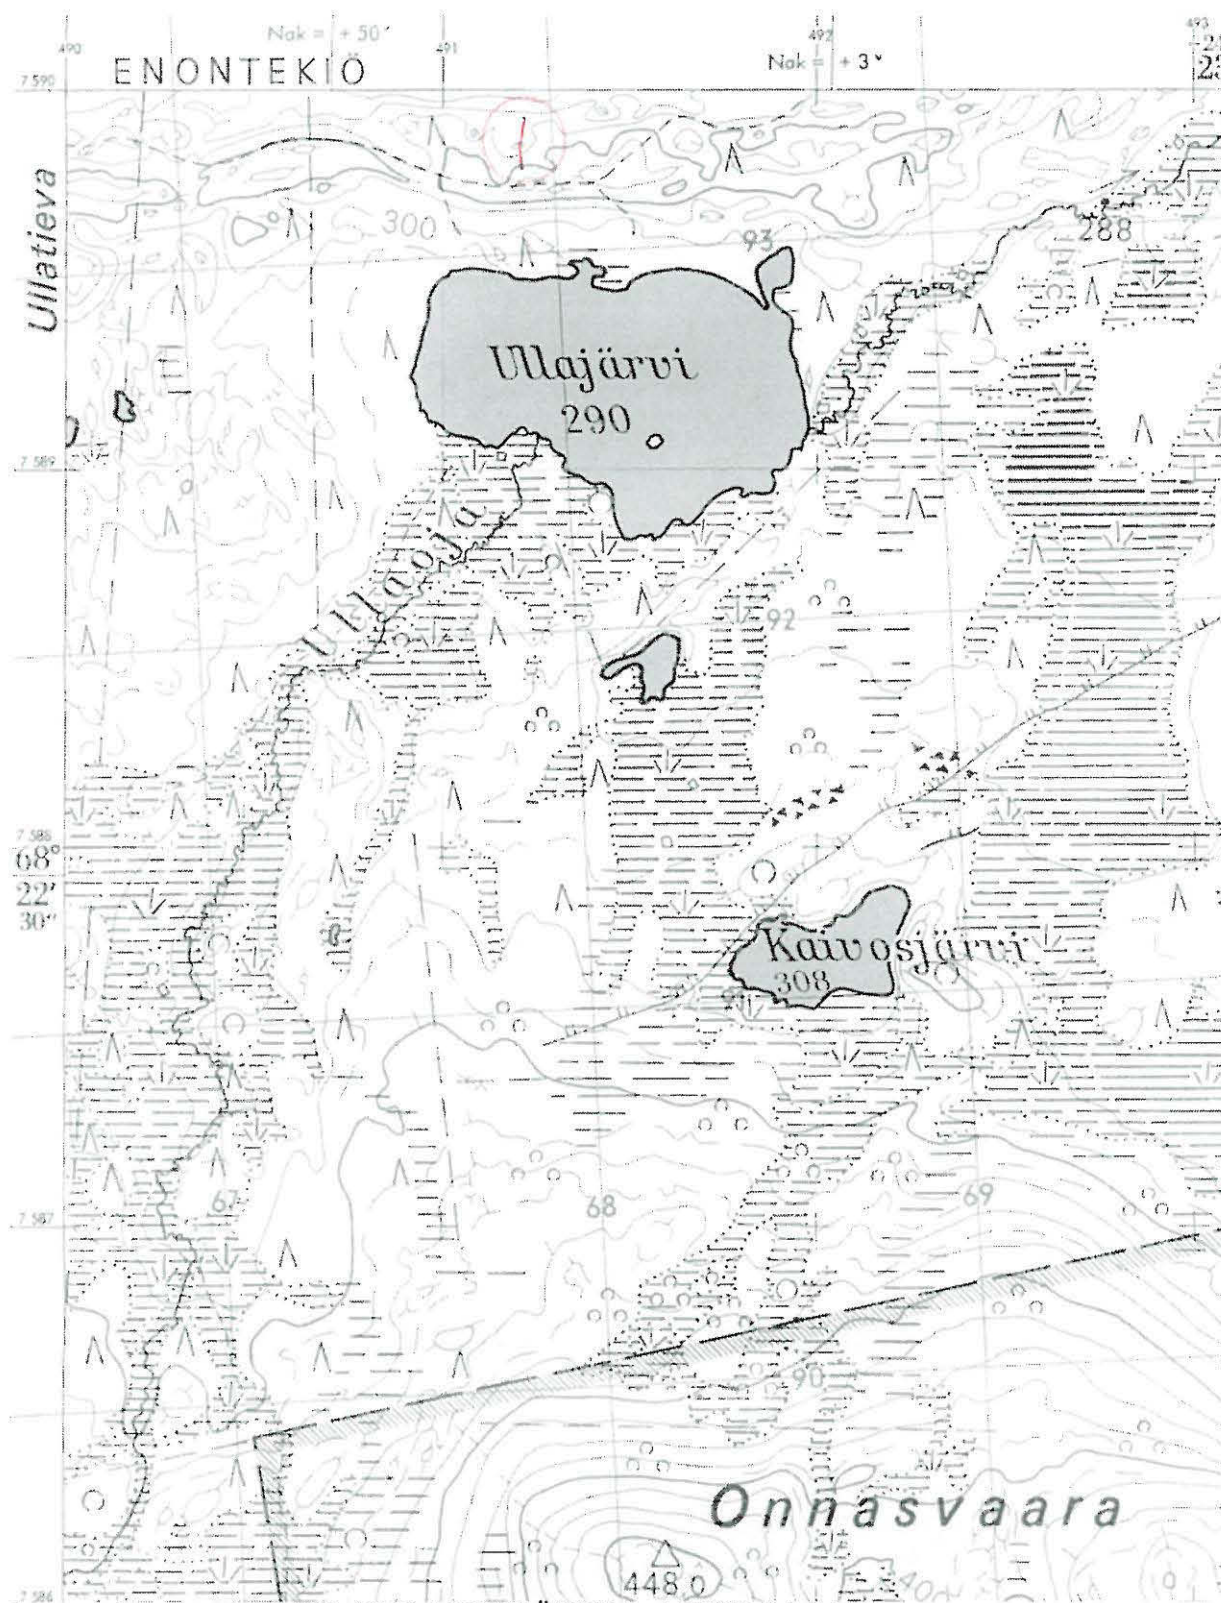 490
Nak = + 50'
491
492
493
ENONTEKIÖ
Nak = + 3ᵛ
7 590
Ullatieva
300
93
288
Ullajärvi
290
7 589
Ullaoja
92
7 588
68°
22'
30"
Kaivosjärvi
308
67
68
69
7 587
90
Onnasvaara
448.0
7 586